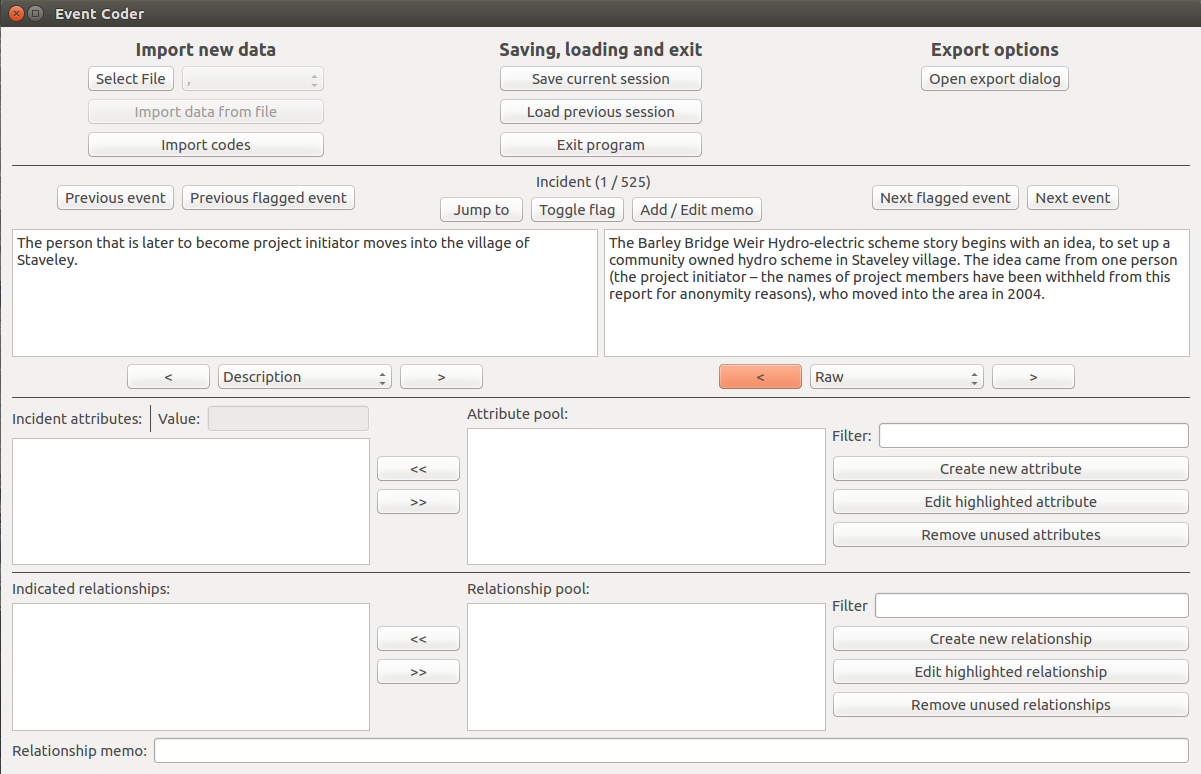 Event Coder
Import new data
Saving, loading and exit
Export options
Select File
,
Save current session
Open export dialog
Import data from file
Load previous session
Import codes
Exit program
Incident (1 / 525)
Previous event
Previous flagged event
Jump to
Toggle flag
Add / Edit memo
Next flagged event
Next event
The person that is later to become project initiator moves into the village of
Staveley.
The Barley Bridge Weir Hydro-electric scheme story begins with an idea, to set up a
community owned hydro scheme in Staveley village. The idea came from one person
(the project initiator – the names of project members have been withheld from this
report for anonymity reasons), who moved into the area in 2004.
<
Description
>
<
Raw
>
Incident attributes:
Value:
Attribute pool:
Filter:
<<
>>
Create new attribute
Edit highlighted attribute
Remove unused attributes
Indicated relationships:
Relationship pool:
Filter
<<
>>
Create new relationship
Edit highlighted relationship
Remove unused relationships
Relationship memo: